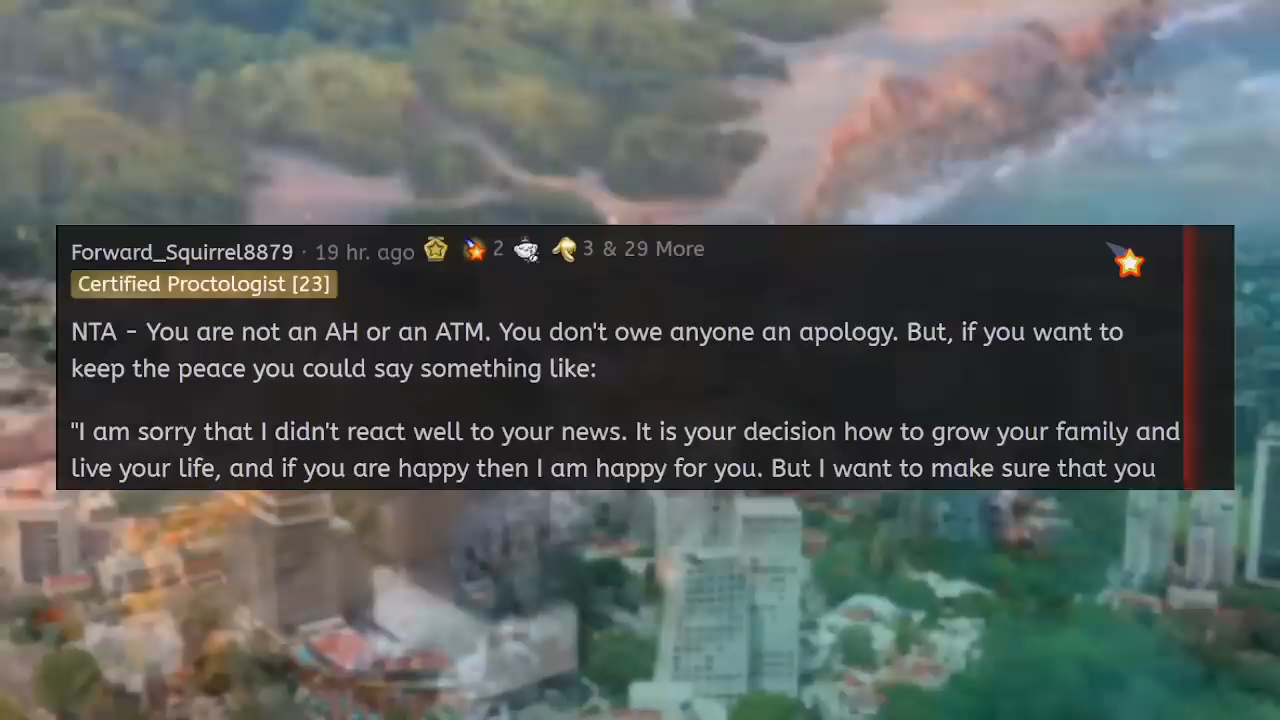 Forward_Squirrel8879 · 19 hr. ago 2 3 & 29 More
Certified Proctologist [23]
NTA - You are not an AH or an ATM. You don't owe anyone an apology. But, if you want to
keep the peace you could say something like:
"I am sorry that I didn't react well to your news. It is your decision how to grow your family and
live your life, and if you are happy then I am happy for you. But I want to make sure that you